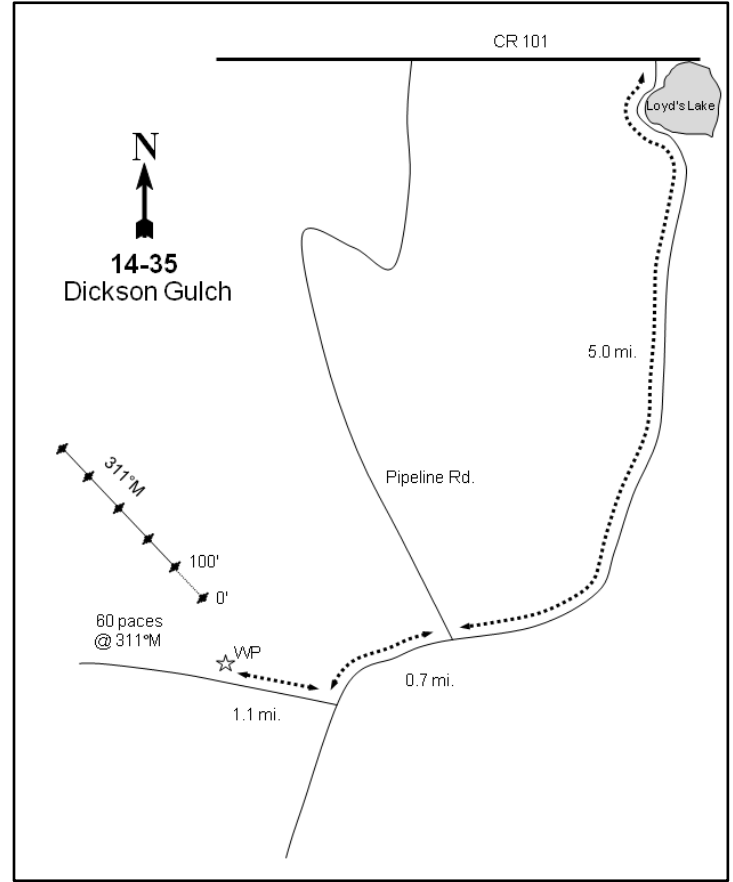 CR 101
Loyd's Lake
N
14-35
Dickson Gulch
5.0 mi.
311°M
Pipeline Rd.
100'
0'
60 paces
@ 311°M
WP
0.7 mi.
1.1 mi.